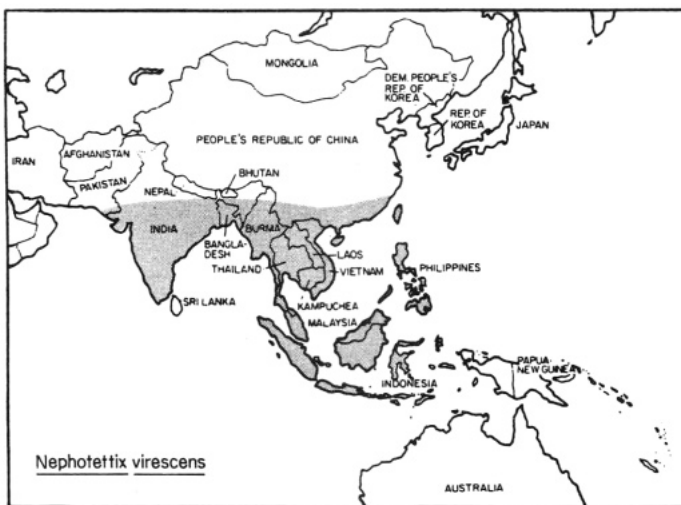 MONGOLIA
DEM. PEOPLE'S
REP. OF
KOREA
REP. OF
KOREA
JAPAN
PEOPLE'S REPUBLIC OF CHINA
IRAN
AFGHANISTAN
PAKISTAN
NEPAL
BHUTAN
INDIA
BURMA
BANGLA-
DESH
LAOS
THAILAND
VIETNAM
PHILIPPINES
SRI LANKA
KAMPUCHEA
MALAYSIA
INDONESIA
PAPUA
NEW GUINEA
Nephotettix virescens
AUSTRALIA